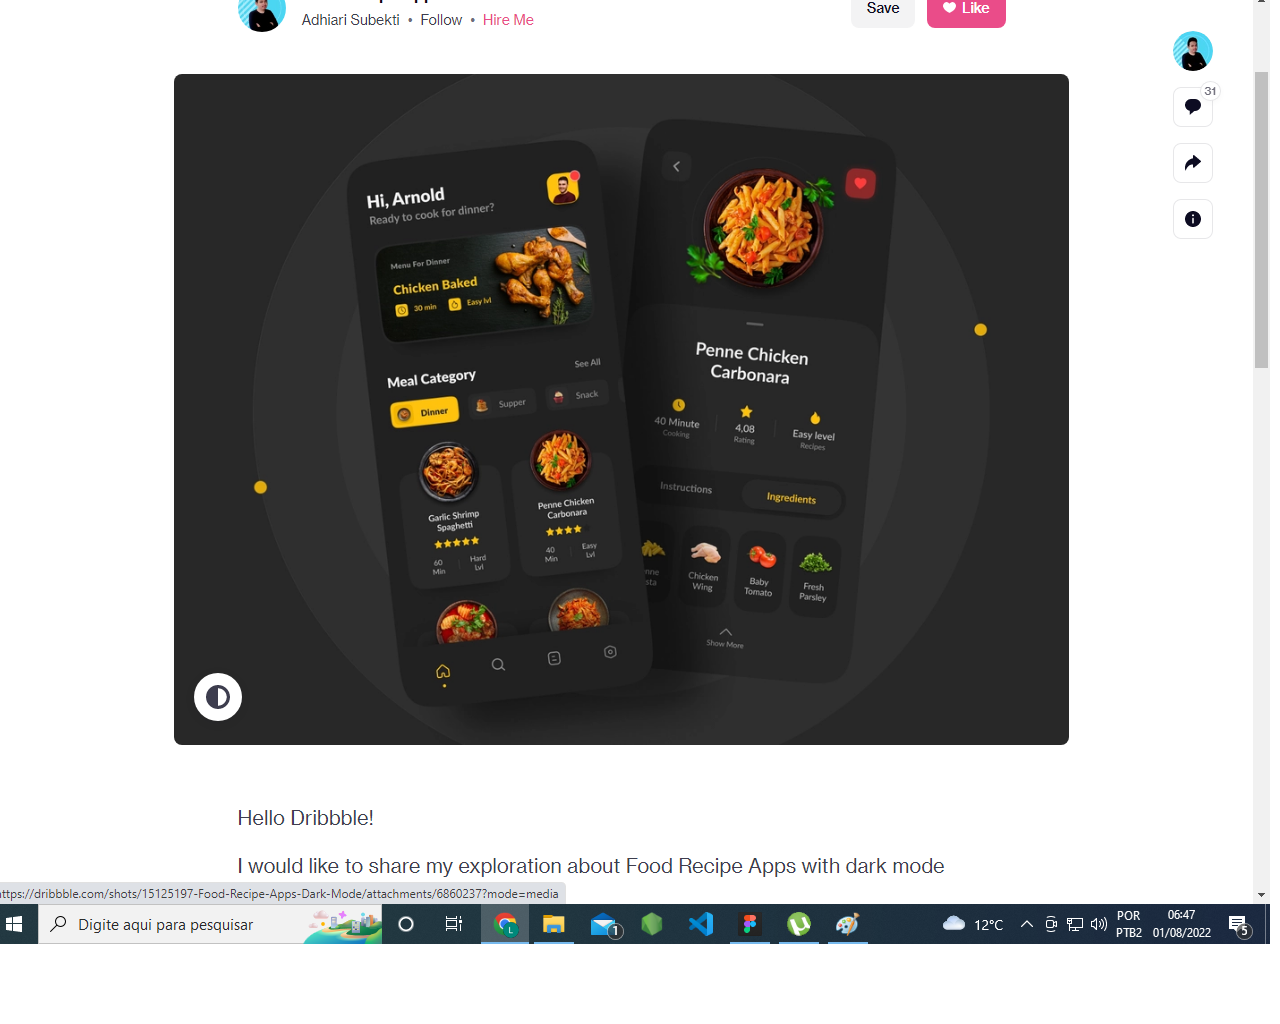 Adhiari Subekti • Follow • Hire Me
Save
Like
31
Hi, Arnold
Ready to cook for dinner?
Menu For Dinner
Chicken Baked
30 min
Easy lvl
Meal Category
See All
Dinner
Supper
Snack
Garlic Shrimp
Spaghetti
60
Min
Hard
Lvl
Penne Chicken
Carbonara
40
Min
Easy
Lvl
Penne Chicken
Carbonara
40 Minute
Cooking
4,08
Rating
Easy level
Recipes
Instructions
Ingredients
Chicken
Wing
Baby
Tomato
Fresh
Parsley
Show More
Hello Dribbble!
I would like to share my exploration about Food Recipe Apps with dark mode
https://dribbble.com/shots/15125197-Food-Recipe-Apps-Dark-Mode/attachments/6860237?mode=media
Digite aqui para pesquisar
L
1
12°C
POR
PTB2
06:47
01/08/2022
5